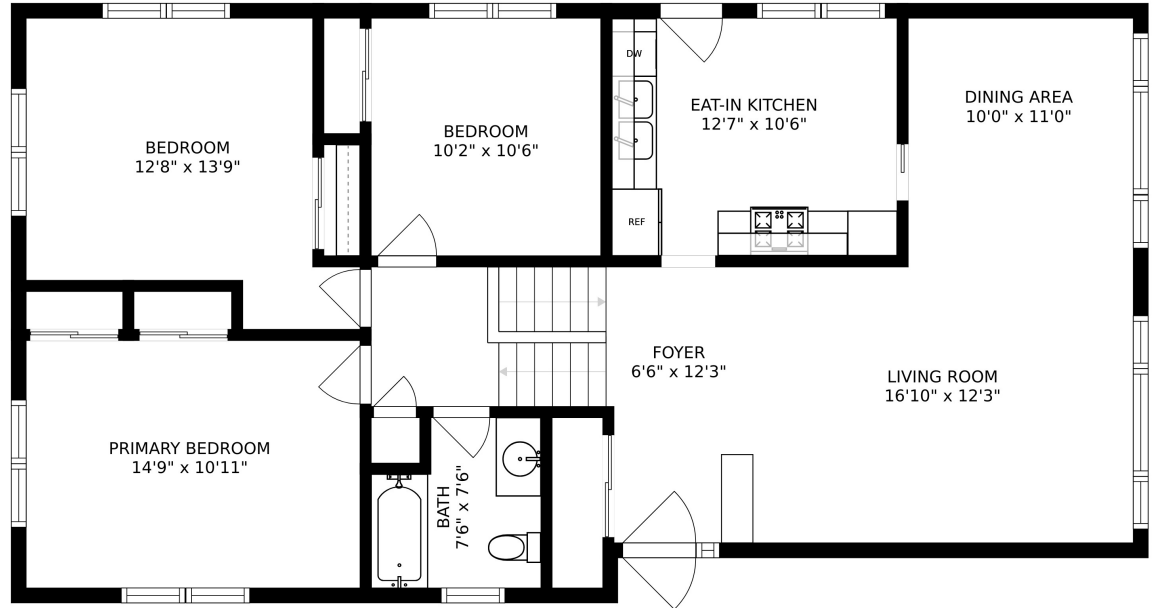 BEDROOM
12'8" x 13'9"
BEDROOM
10'2" x 10'6"
DW
REF
EAT-IN KITCHEN
12'7" x 10'6"
DINING AREA
10'0" x 11'0"
FOYER
6'6" x 12'3"
LIVING ROOM
16'10" x 12'3"
PRIMARY BEDROOM
14'9" x 10'11"
BATH
7'6" x 7'6"